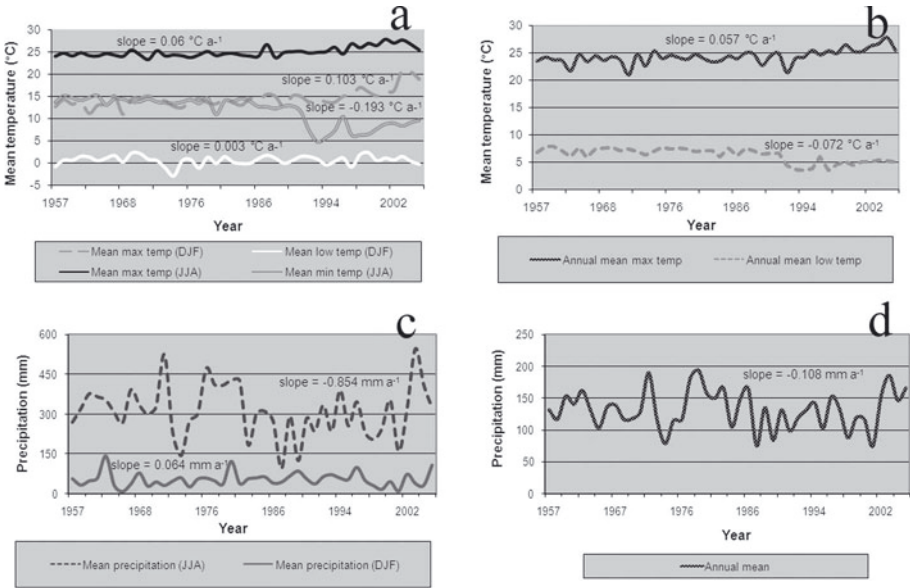 a
30
25
20
15
10
5
0
-5
Mean temperature (°C)
slope = 0.06 °C a-1
slope = 0.103 °C a-1
slope = -0.193 °C a-1
slope = 0.003 °C a-1
1957 1968 1976 1986 1994 2002
Year
Mean max temp (DJF) Mean low temp (DJF)
Mean max temp (JJA) Mean min temp (JJA)
b
30
25
20
15
10
5
0
Mean temperature (°C)
slope = 0.057 °C a-1
slope = -0.072 °C a-1
1957 1968 1976 1986 1994 2002
Year
Annual mean max temp Annual mean low temp
c
600
450
300
150
0
Precipitation (mm)
slope = -0.854 mm a-1
slope = 0.064 mm a-1
1957 1968 1976 1986 1994 2002
Year
Mean precipitation (JJA) Mean precipitation (DJF)
d
250
200
150
100
50
0
Precipitation (mm)
slope = -0.108 mm a-1
1957 1968 1976 1986 1994 2002
Year
Annual mean